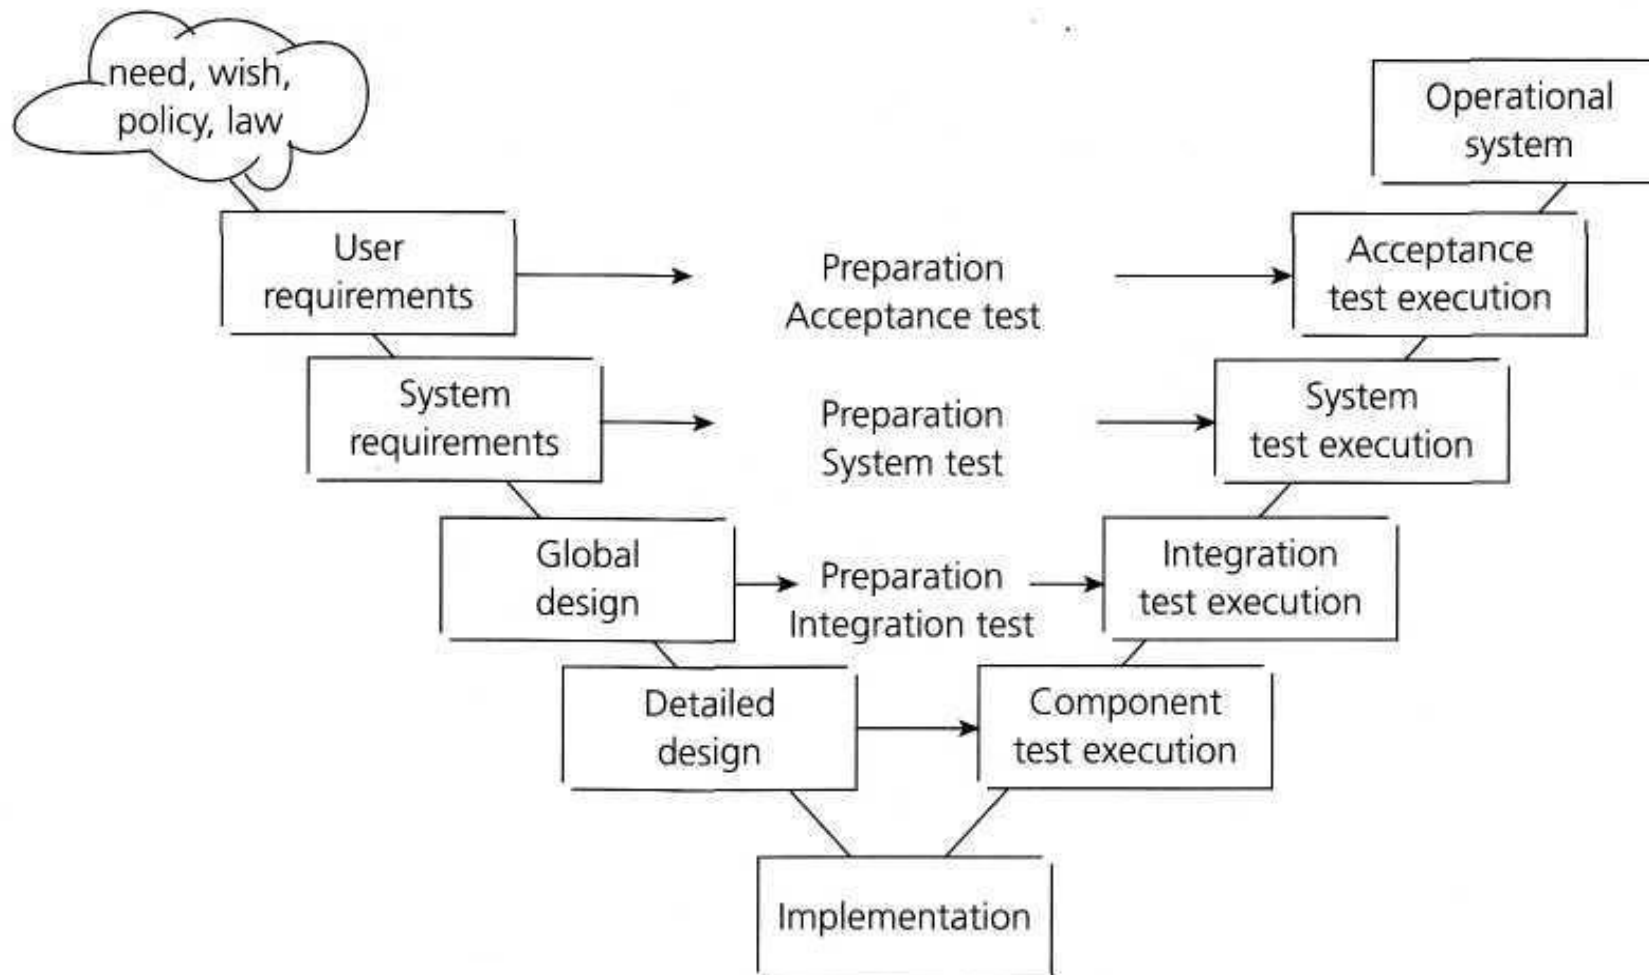 need, wish,
policy, law
Operational
system
User
requirements
Preparation
Acceptance test
Acceptance
test execution
System
requirements
Preparation
System test
System
test execution
Global
design
Preparation
Integration test
Integration
test execution
Detailed
design
Component
test execution
Implementation